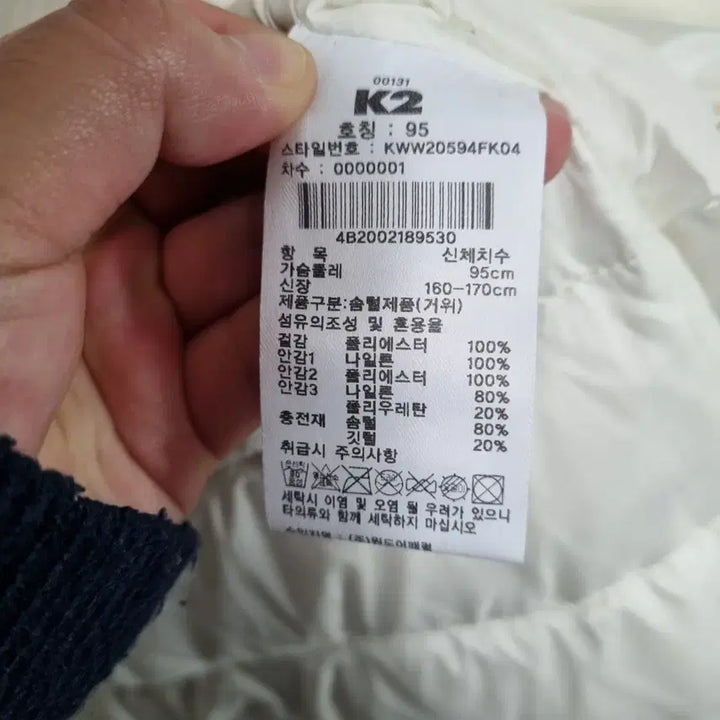 00131
K2
호칭 : 95
스타일번호 : KWW20594FK04
차수 : 0000001
4B2002189530
항 목 신체치수
가슴둘레 95cm
신장 160-170cm
제품구분:솜털제품(거위)
섬유의조성 및 혼용율
겉감 폴리에스터 100%
안감1 나일론 100%
안감2 폴리에스터 100%
안감3 나일론 80%
폴리우레탄 20%
충전재 솜털 80%
깃털 20%
취급시 주의사항
세탁시 이염 및 오염 될 우려가 있으니
타의류와 함께 세탁하지 마십시오